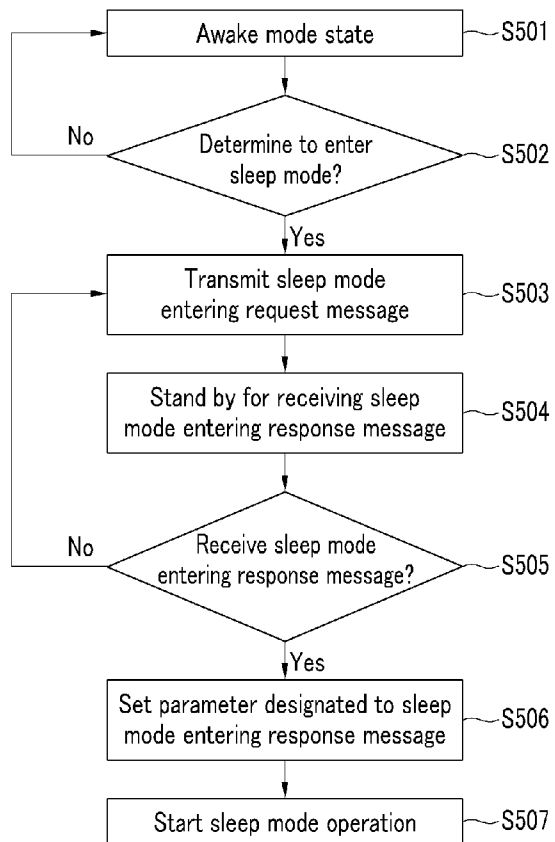 Awake mode state
S501
No
Determine to enter
sleep mode?
S502
Yes
Transmit sleep mode
entering request message
S503
Stand by for receiving sleep
mode entering response message
S504
No
Receive sleep mode
entering response message?
S505
Yes
Set parameter designated to sleep
mode entering response message
S506
Start sleep mode operation
S507